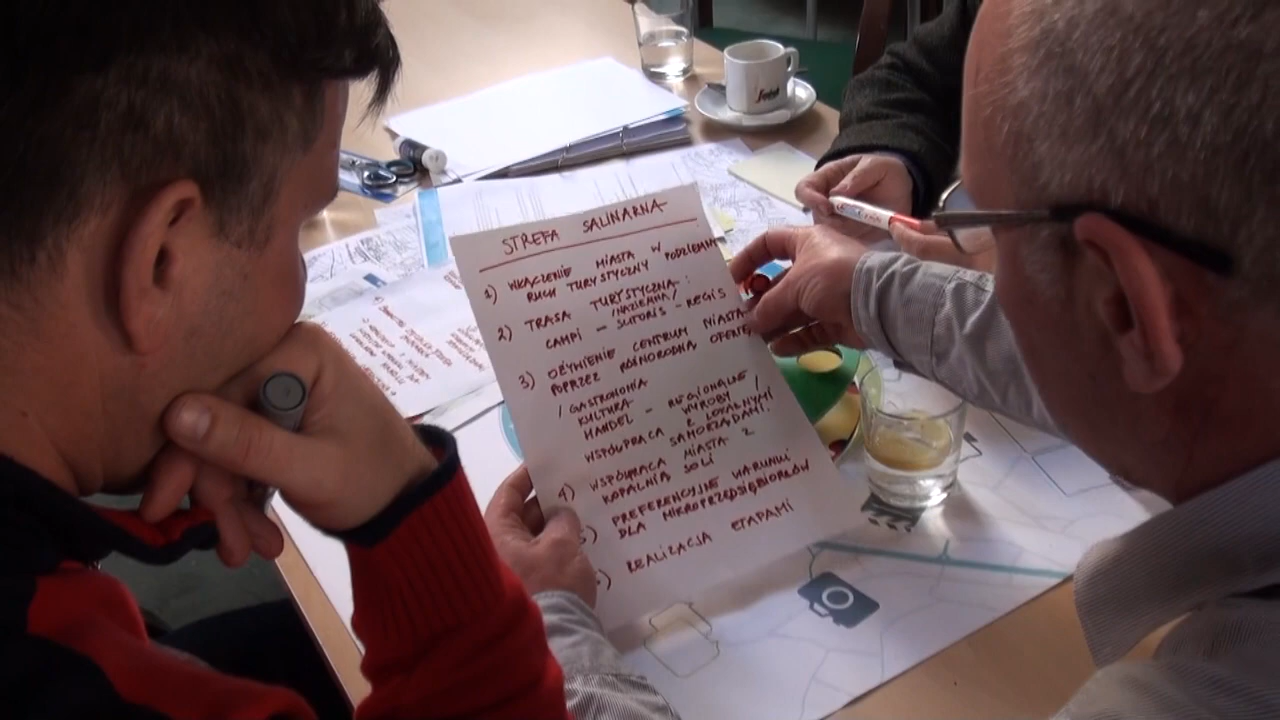 STREFA SALINARNA
1) WŁĄCZENIE MIASTA W PODZIEMNY
RUCH TURYSTYCZNY
2) TRASA TURYSTYCZNA:
/NAZIEMNA/
CAMPI - SUTORIS - REGIS
3) OŻYWIENIE CENTRUM MIASTA
POPRZEZ RÓŻNORODNĄ OFERTĘ
/ GASTRONOMIA
KULTURA
HANDEL - REGIONALNE /
WYROBY
WSPÓŁPRACA Z LOKALNYMI
SAMORZĄDAMI.
4) WSPÓŁPRACA MIASTA Z
KOPALNIĄ SOLI
5) PREFERENCYJNE WARUNKI
DLA MIKROPRZEDSIĘBIORCÓW
6) REALIZACJA ETAPAMI